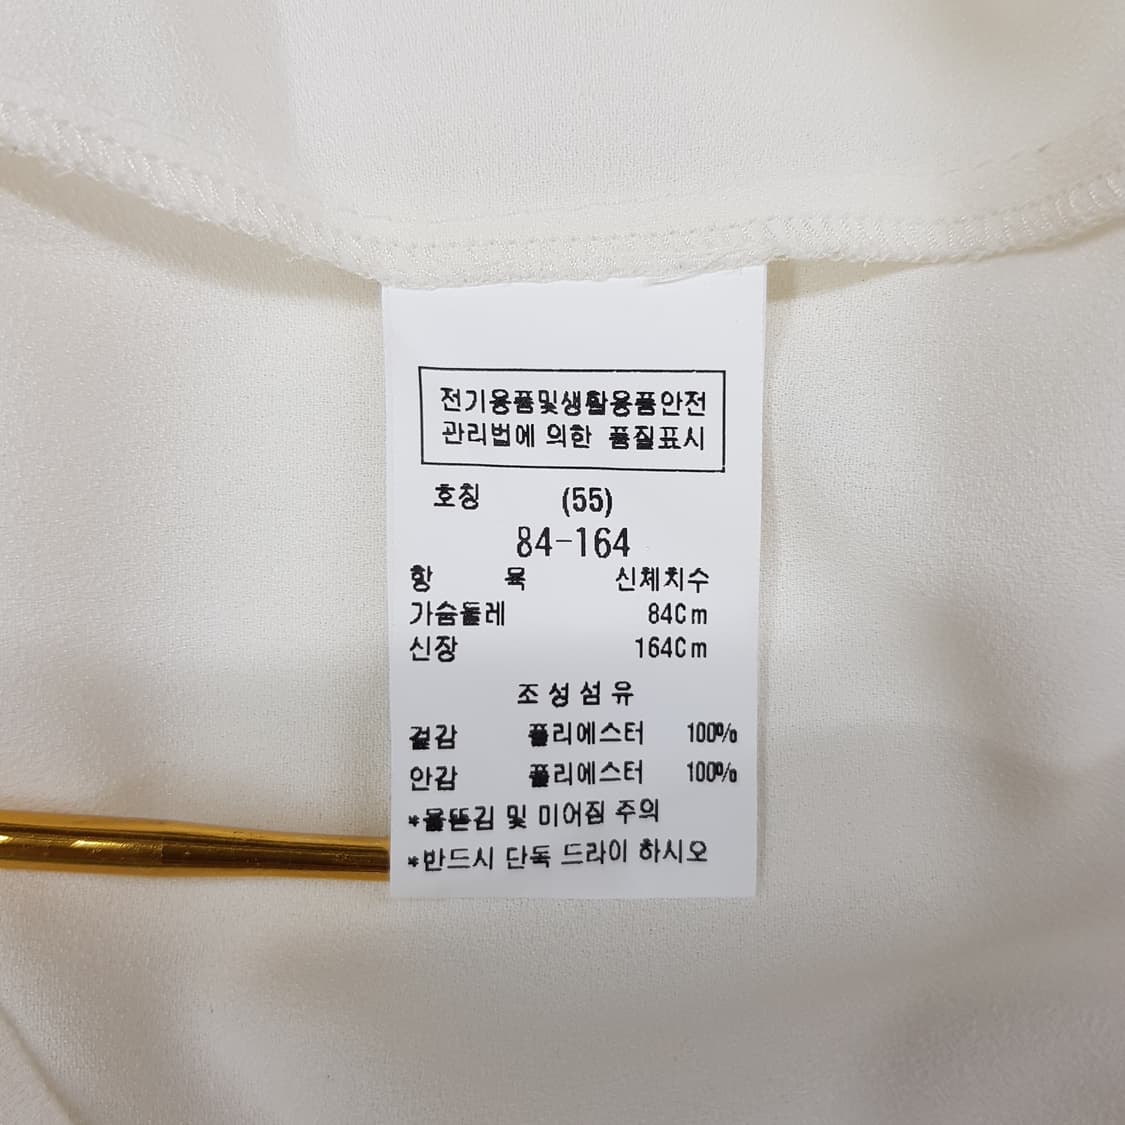 전기용품및생활용품안전
관리법에 의한 품질표시
호칭 (55)
84-164
항 목 신체치수
가슴둘레 84Cm
신장 164Cm
조성섬유
겉감 폴리에스터 100%
안감 폴리에스터 100%
*올뜯김 및 미어짐 주의
*반드시 단독 드라이 하시오